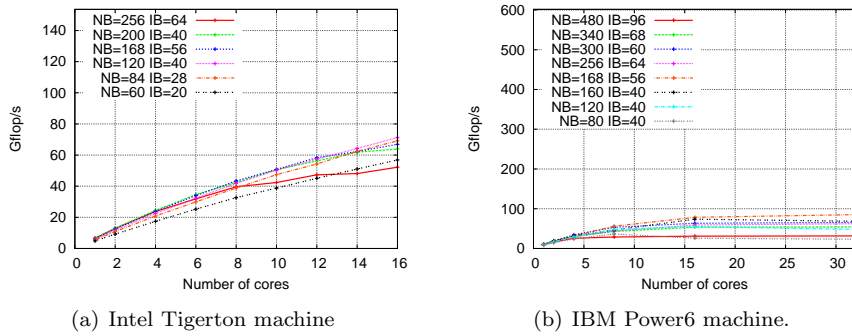 NB=256 IB=64
NB=200 IB=40
NB=168 IB=56
NB=120 IB=40
NB=84 IB=28
NB=60 IB=20
140
120
100
80
60
40
20
0
Gflop/s
0 2 4 6 8 10 12 14 16
Number of cores
(a) Intel Tigerton machine
NB=480 IB=96
NB=340 IB=68
NB=300 IB=60
NB=256 IB=64
NB=168 IB=56
NB=160 IB=40
NB=120 IB=40
NB=80 IB=40
600
500
400
300
200
100
0
Gflop/s
0 5 10 15 20 25 30
Number of cores
(b) IBM Power6 machine.